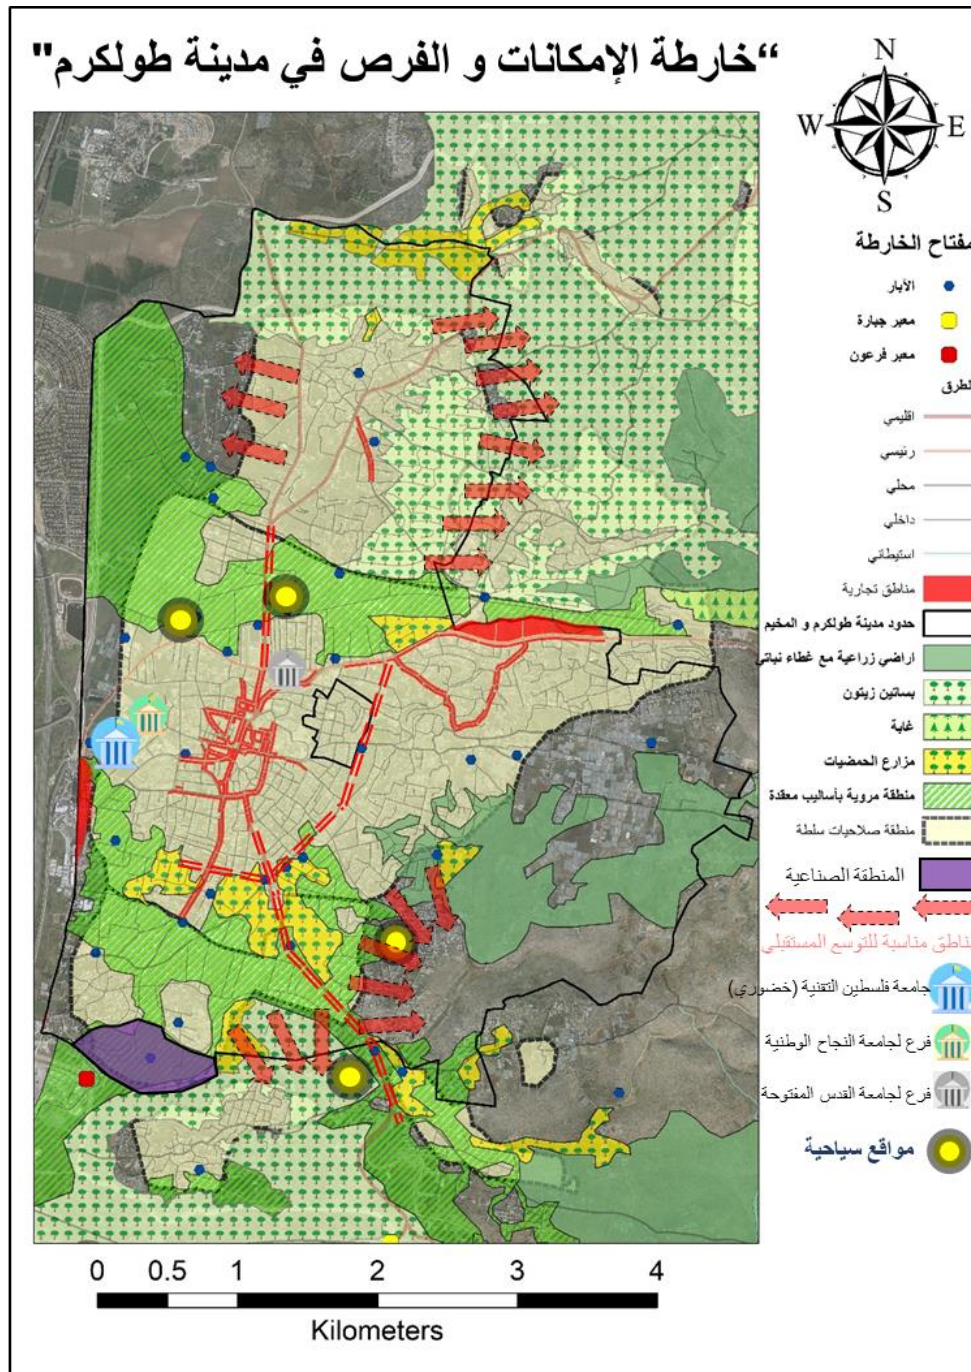 “خارطة الإمكانات و الفرص في مدينة طولكرم"
N
W E
S
مفتاح الخارطة
الآبار
معبر جبارة
معبر فرعون
الطرق
اقليمي
رئيسي
محلي
داخلي
استيطاني
مناطق تجارية
حدود مدينة طولكرم و المخيم
اراضي زراعية مع غطاء نباتي
بساتين زيتون
غابة
مزارع الحمضيات
منطقة مروية بأساليب معقدة
منطقة صلاحيات سلطة
المنطقة الصناعية
مناطق مناسبة للتوسع المستقبلي
جامعة فلسطين التقنية (خضوري)
فرع لجامعة النجاح الوطنية
فرع لجامعة القدس المفتوحة
مواقع سياحية
0 0.5 1 2 3 4
Kilometers